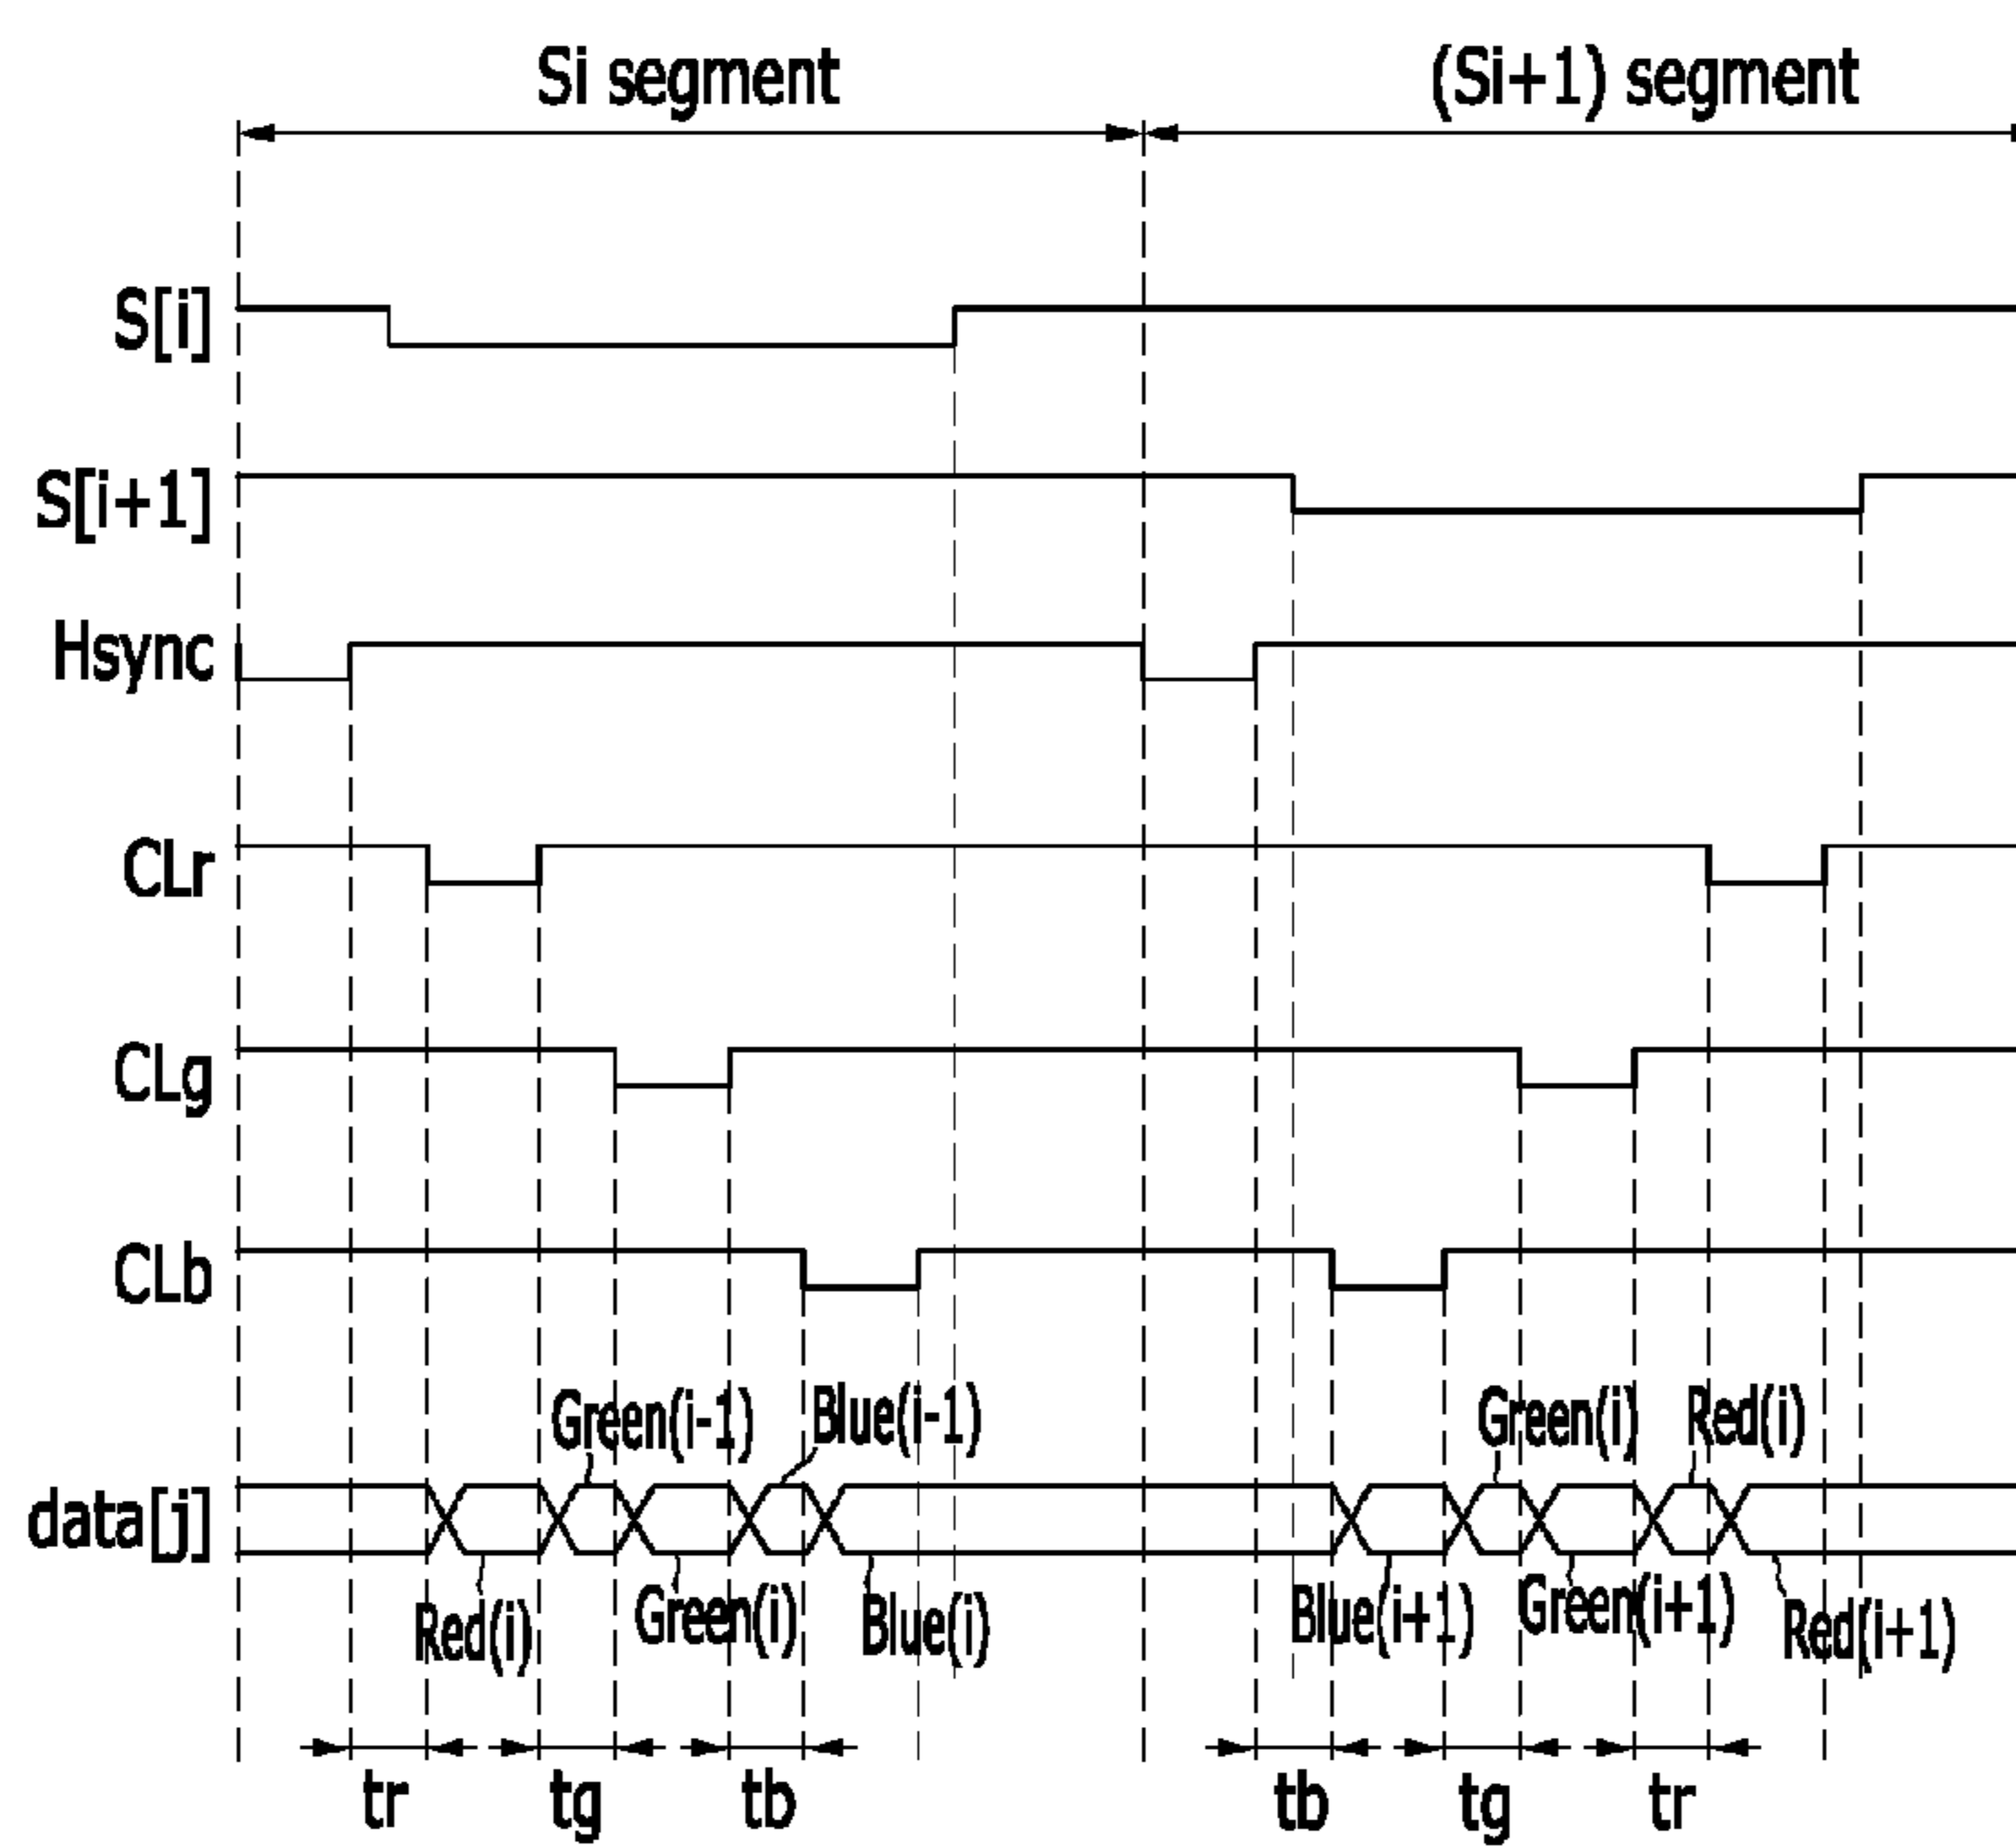 Si segment
(Si+1) segment
S[i]
S[i+1]
Hsync
CLr
CLg
CLb
Green(i-1)
Blue(i-1)
Green(i)
Red(i)
data[j]
Red(i)
Green(i)
Blue(i)
Blue(i+1)
Green(i+1)
Red(i+1)
tr
tg
tb
tb
tg
tr